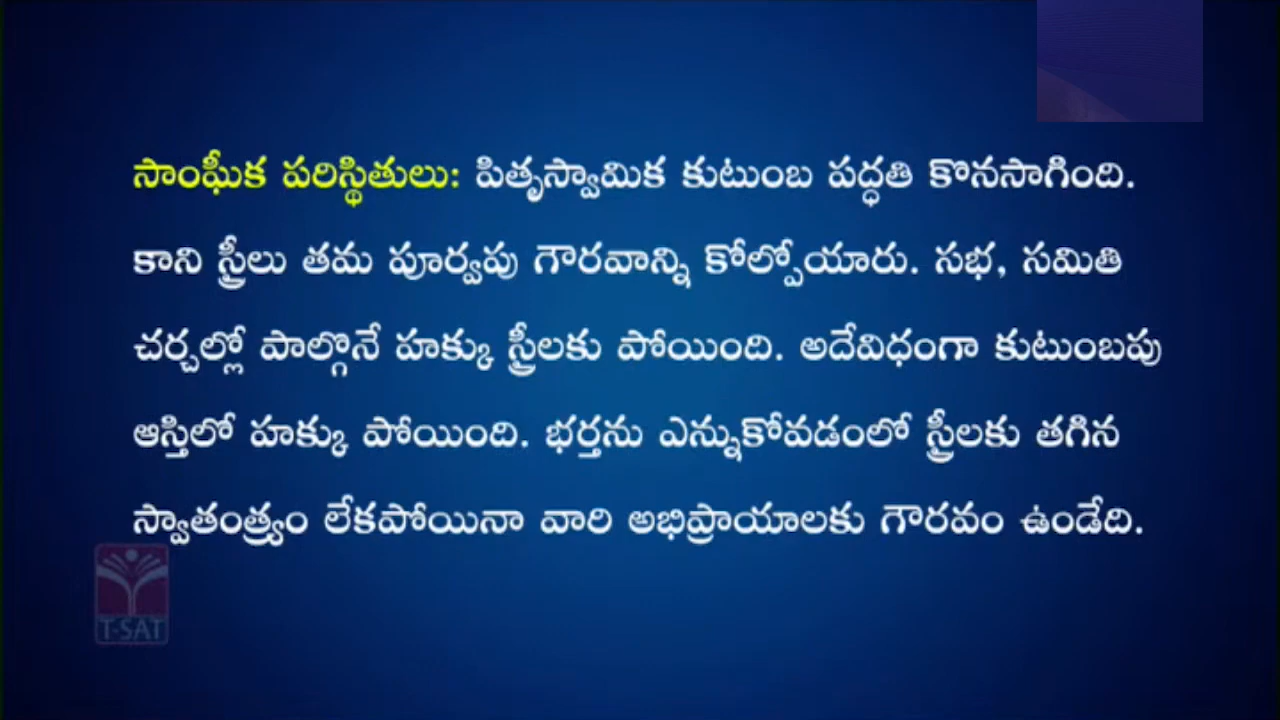 సాంఘీక పరిస్థితులు: పితృస్వామిక కుటుంబ పద్ధతి కొనసాగింది.
కాని స్త్రీలు తమ పూర్వపు గౌరవాన్ని కోల్పోయారు. సభ, సమితి
చర్చల్లో పాల్గొనే హక్కు స్త్రీలకు పోయింది. అదేవిధంగా కుటుంబపు
ఆస్తిలో హక్కు పోయింది. భర్తను ఎన్నుకోవడంలో స్త్రీలకు తగిన
స్వాతంత్ర్యం లేకపోయినా వారి అభిప్రాయాలకు గౌరవం ఉండేది.
T-SAT